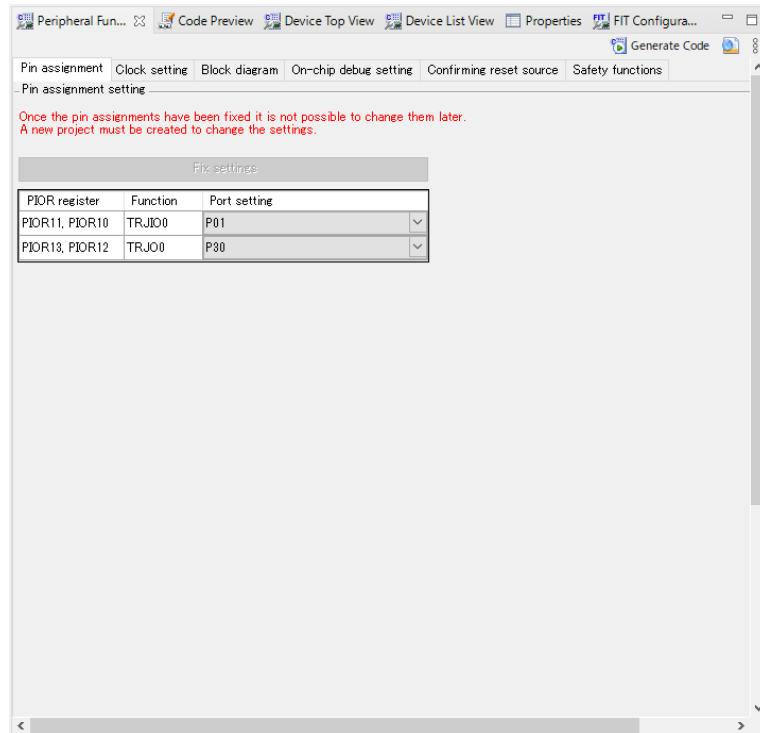 Peripheral Fun... Code Preview Device Top View Device List View Properties FIT FIT Configura...
Generate Code
Pin assignment Clock setting Block diagram On-chip debug setting Confirming reset source Safety functions
Pin assignment setting
Once the pin assignments have been fixed it is not possible to change them later.
A new project must be created to change the settings.
Fix settings
PIOR register Function Port setting
PIOR11, PIOR10 TRJIO0 P01
PIOR13, PIOR12 TRJO0 P30